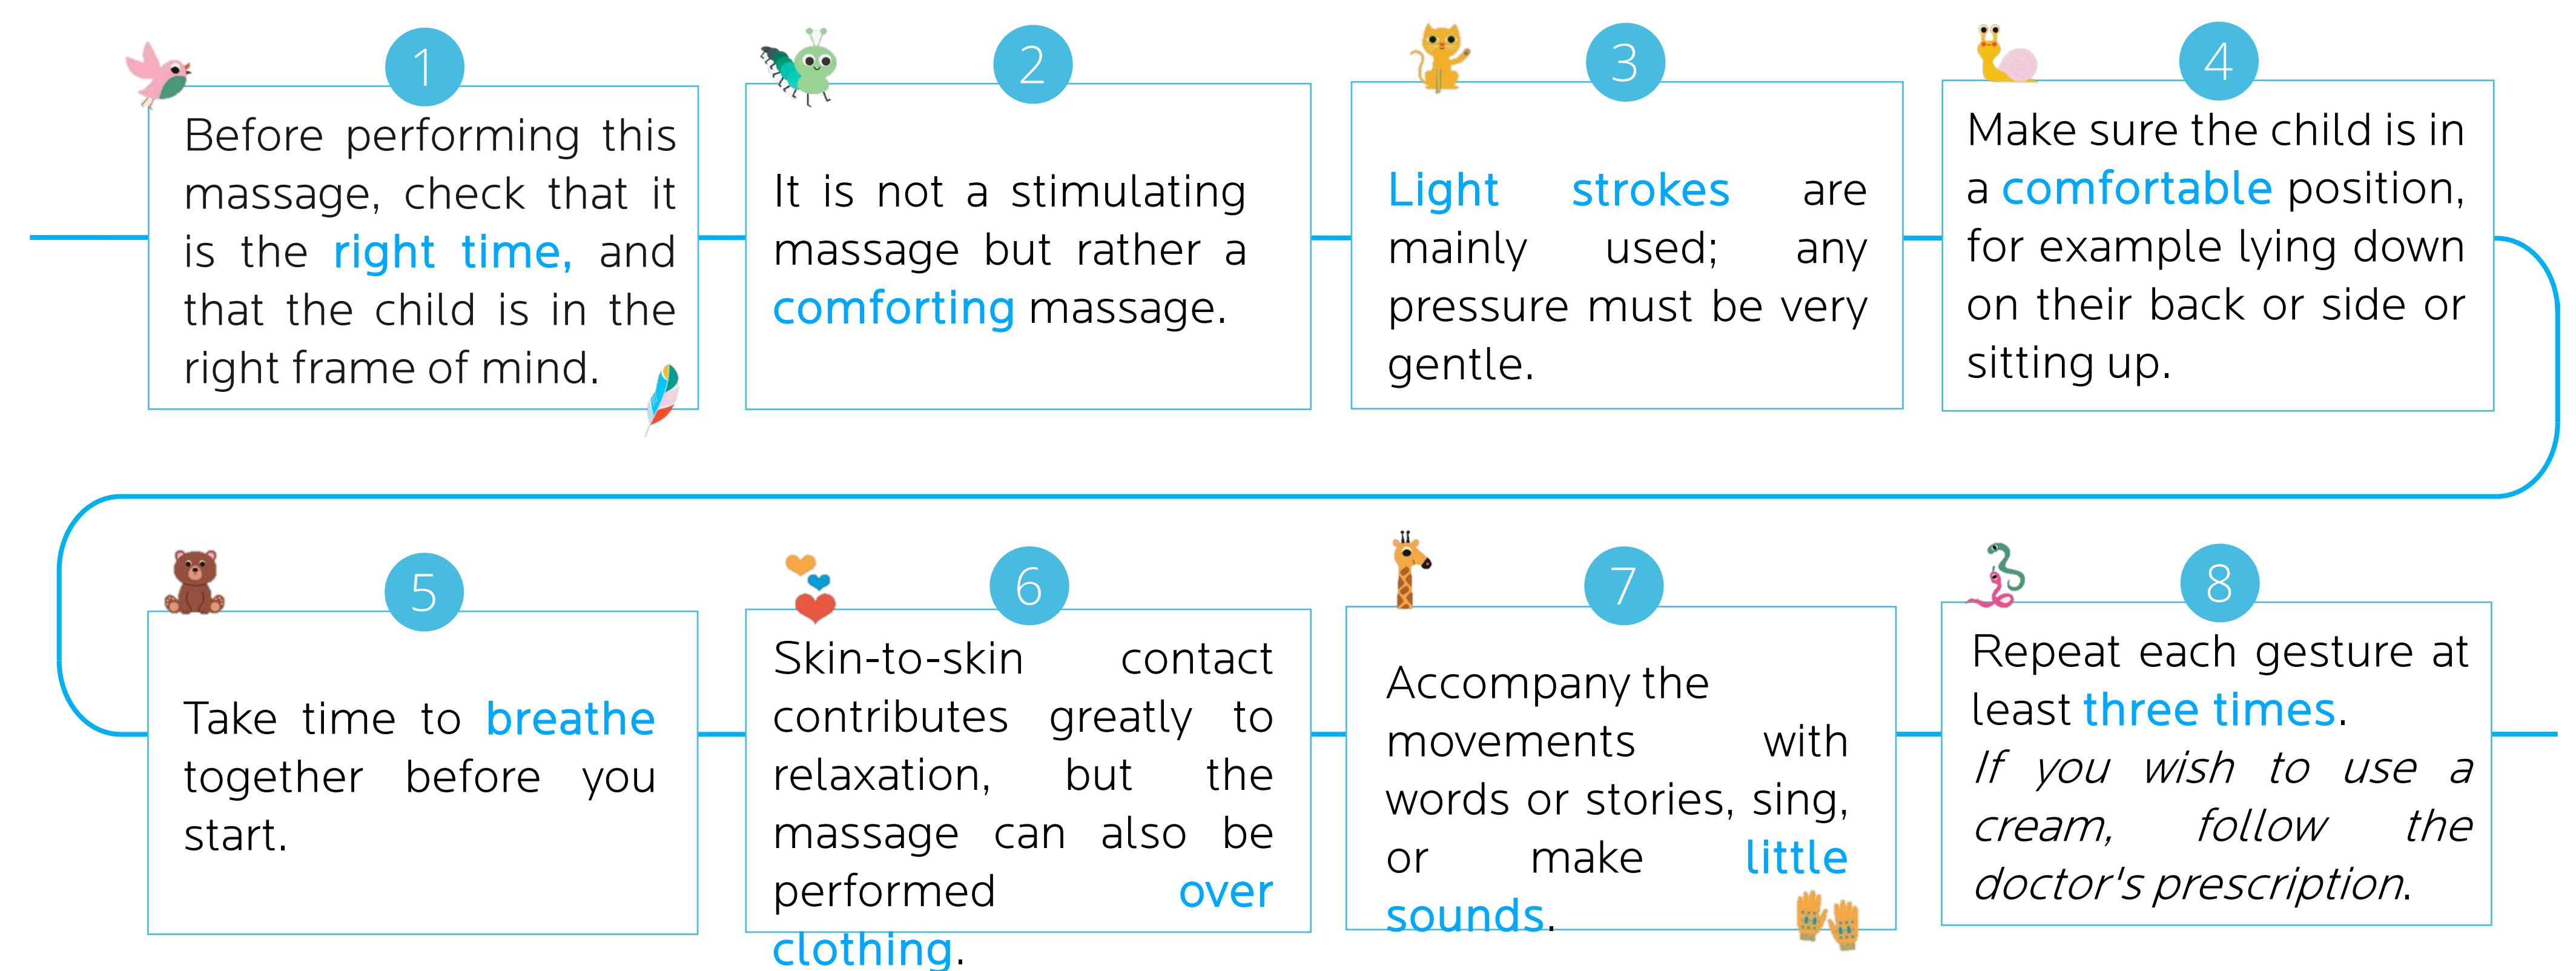 1
Before performing this
massage, check that it
is the right time, and
that the child is in the
right frame of mind.
2
It is not a stimulating
massage but rather a
comforting massage.
3
Light strokes are
mainly used; any
pressure must be very
gentle.
4
Make sure the child is in
a comfortable position,
for example lying down
on their back or side or
sitting up.
5
Take time to breathe
together before you
start.
6
Skin-to-skin contact
contributes greatly to
relaxation, but the
massage can also be
performed over
clothing.
7
Accompany the
movements with
words or stories, sing,
or make little
sounds.
8
Repeat each gesture at
least three times.
If you wish to use a
cream, follow the
doctor's prescription.